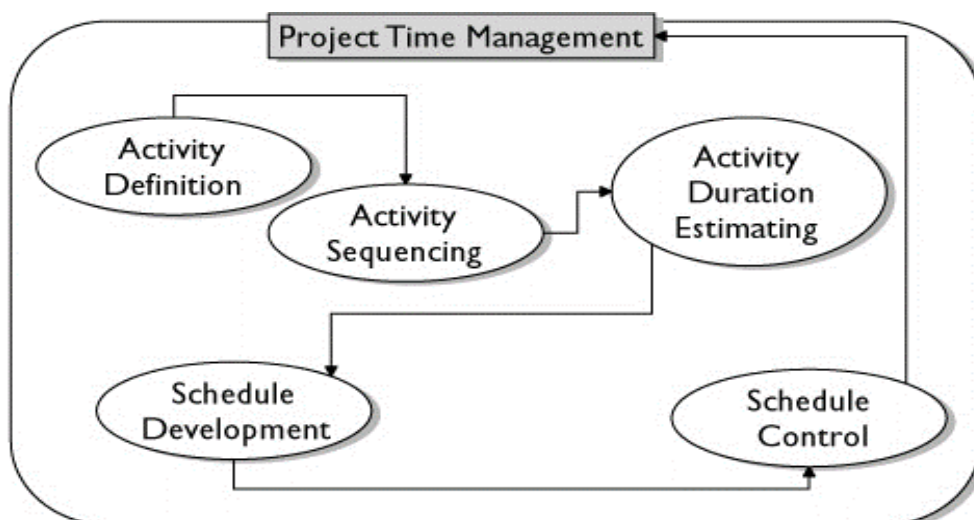 Project Time Management
Activity
Definition
Activity
Sequencing
Activity
Duration
Estimating
Schedule
Development
Schedule
Control